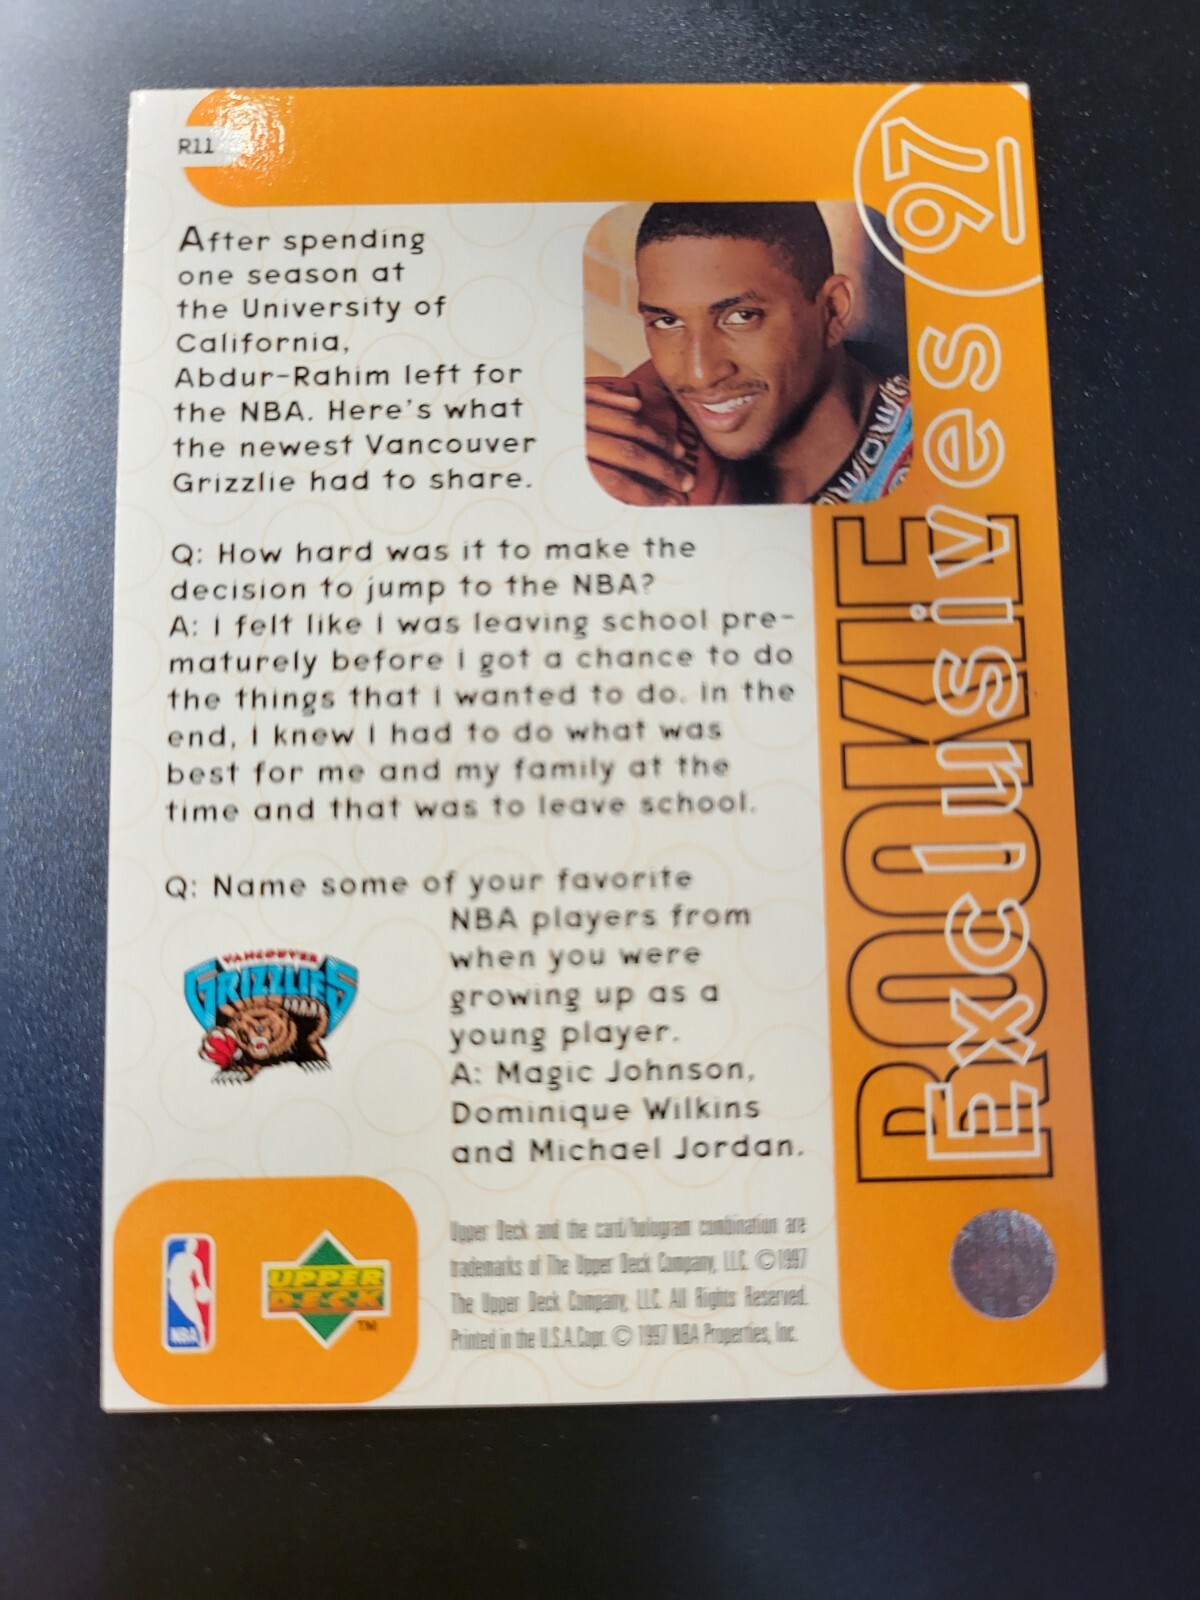 R11
After spending
one season at
the University of
California,
Abdur-Rahim left for
the NBA. Here's what
the newest Vancouver
Grizzlie had to share.
Q: How hard was it to make the
decision to jump to the NBA?
A: I felt like I was leaving school pre-
maturely before I got a chance to do
the things that I wanted to do. In the
end, I knew I had to do what was
best for me and my family at the
time and that was to leave school.
Q: Name some of your favorite
NBA players from
when you were
growing up as a
young player.
A: Magic Johnson,
Dominique Wilkins
and Michael Jordan.
VANCOUVER
GRIZZLIES
NBA
UPPER
DECK
TM
Upper Deck and the card/hologram combination are
trademarks of The Upper Deck Company, LLC. ©1997
The Upper Deck Company, LLC. All Rights Reserved.
Printed in the U.S.A. Copr. © 1997 NBA Properties, Inc.
ROOKIE
Exclusives 97